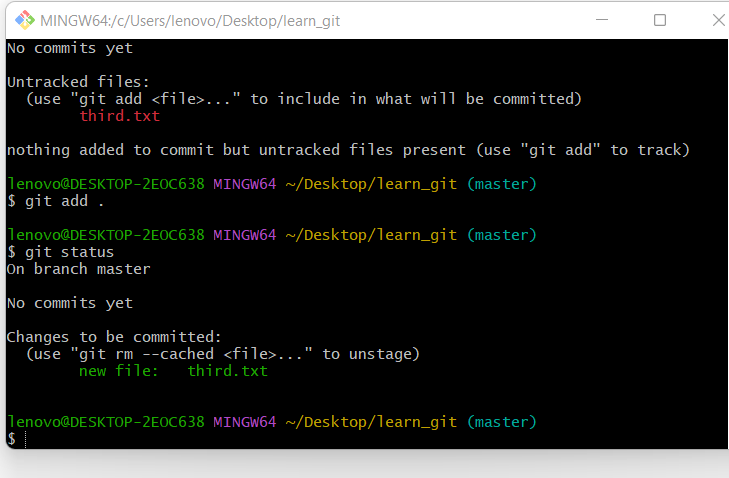 MINGW64:/c/Users/lenovo/Desktop/learn_git
No commits yet
Untracked files:
(use "git add <file>..." to include in what will be committed)
third.txt
nothing added to commit but untracked files present (use "git add" to track)
lenovo@DESKTOP-2EOC638 MINGW64 ~/Desktop/learn_git (master)
$ git add .
lenovo@DESKTOP-2EOC638 MINGW64 ~/Desktop/learn_git (master)
$ git status
On branch master
No commits yet
Changes to be committed:
(use "git rm --cached <file>..." to unstage)
new file:   third.txt
lenovo@DESKTOP-2EOC638 MINGW64 ~/Desktop/learn_git (master)
$